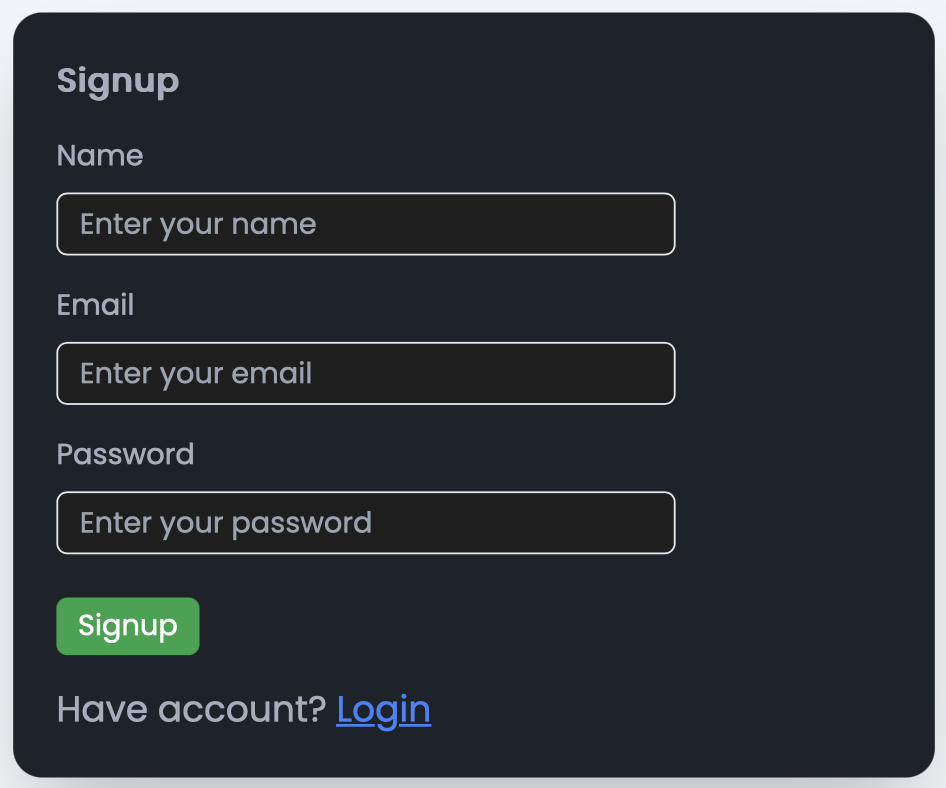 Signup
Name
Enter your name
Email
Enter your email
Password
Enter your password
Signup
Have account? Login